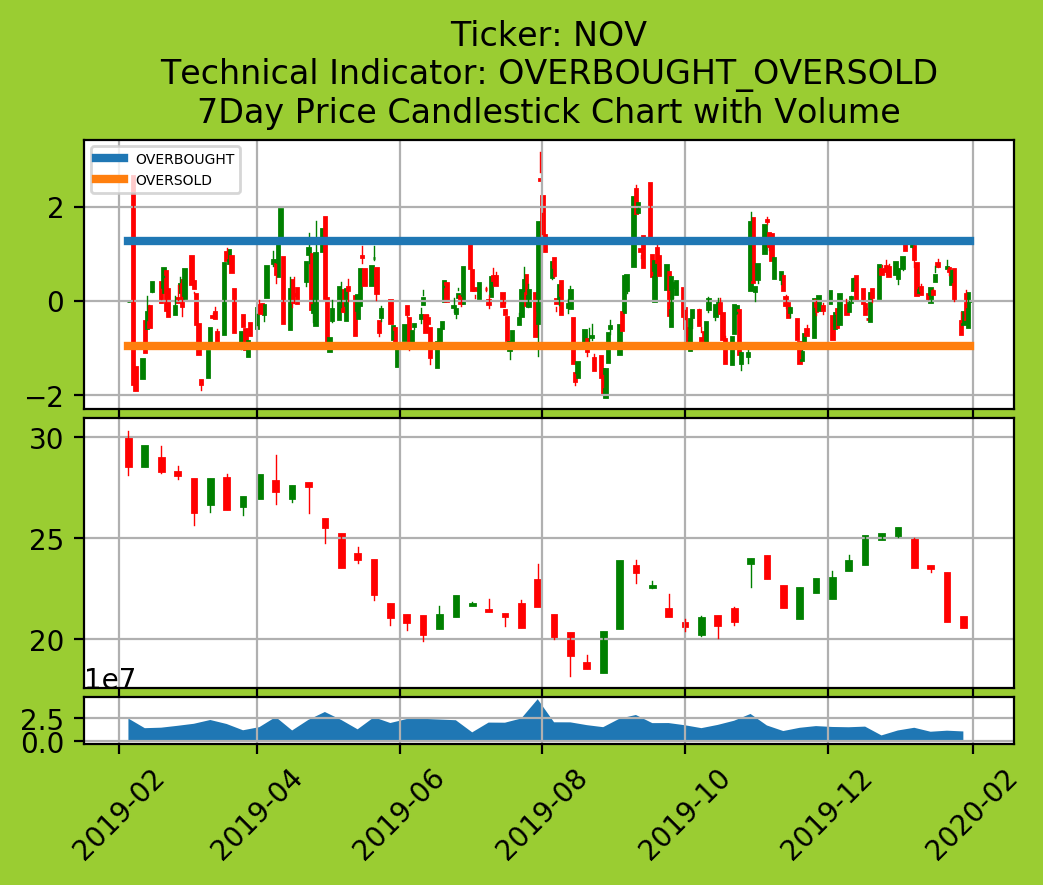 Ticker: NOV
Technical Indicator: OVERBOUGHT_OVERSOLD
7Day Price Candlestick Chart with Volume
OVERBOUGHT
OVERSOLD
2
0
−2
30
25
20
1e7
2.5
0.0
2019-02
2019-04
2019-06
2019-08
2019-10
2019-12
2020-02